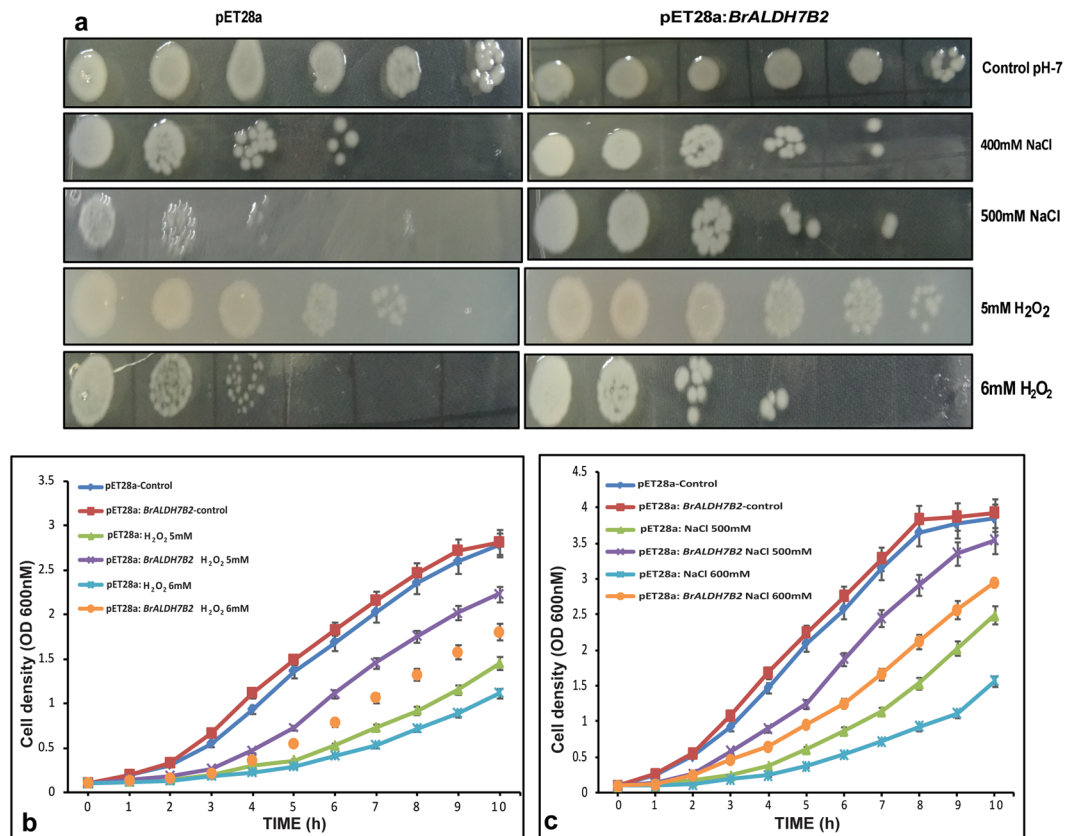 a
pET28a
pET28a:BrALDH7B2
Control pH-7
400mM NaCl
500mM NaCl
5mM H₂O₂
6mM H₂O₂
Cell density (OD 600nM)
3.5
3
2.5
2
1.5
1
0.5
0
pET28a-Control
pET28a: BrALDH7B2-control
pET28a: H₂O₂ 5mM
pET28a: BrALDH7B2 H₂O₂ 5mM
pET28a: H₂O₂ 6mM
pET28a: BrALDH7B2 H₂O₂ 6mM
0 1 2 3 4 5 6 7 8 9 10
TIME (h)
b
Cell density (OD 600nM)
4.5
4
3.5
3
2.5
2
1.5
1
0.5
0
pET28a-Control
pET28a: BrALDH7B2-control
pET28a: NaCl 500mM
pET28a: BrALDH7B2 NaCl 500mM
pET28a: NaCl 600mM
pET28a: BrALDH7B2 NaCl 600mM
0 1 2 3 4 5 6 7 8 9 10
TIME (h)
c